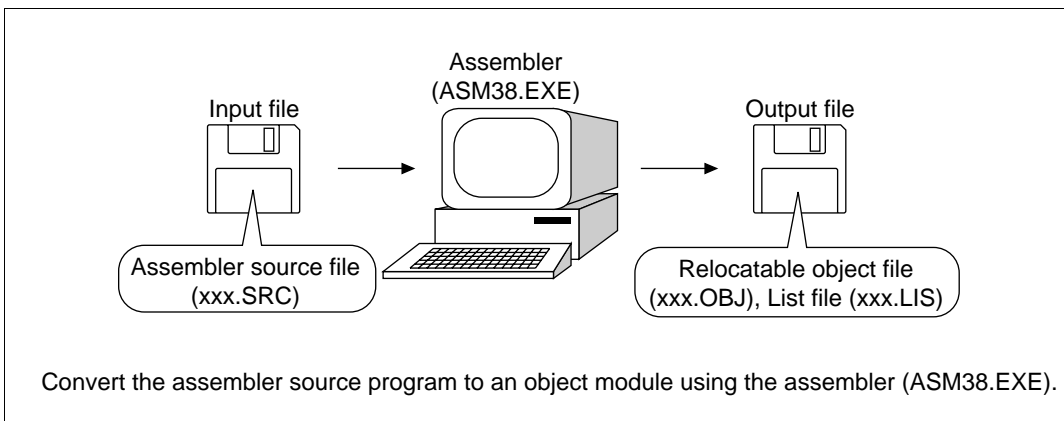 Assembler
(ASM38.EXE)
Input file
Output file
Assembler source file
(xxx.SRC)
Relocatable object file
(xxx.OBJ), List file (xxx.LIS)
Convert the assembler source program to an object module using the assembler (ASM38.EXE).